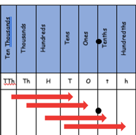 Ten Thousands
Thousands
Hundreds
Tens
Ones
Tenths
Hundredths
TTh Th H T O t h